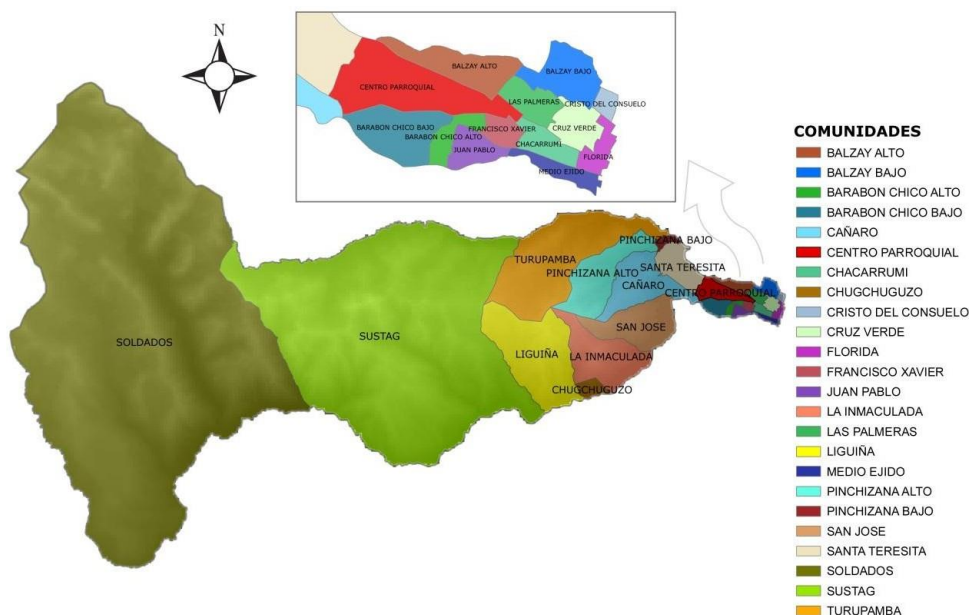 N
BALZAY ALTO
BALZAY BAJO
CENTRO PARROQUIAL
LAS PALMERAS
CRISTO DEL CONSUELO
BARABON CHICO BAJO
FRANCISCO XAVIER
CRUZ VERDE
BARABON CHICO ALTO
CHACARRUMI
JUAN PABLO
FLORIDA
MEDIO EJIDO
PINCHIZANA BAJO
TURUPAMBA
SANTA TERESITA
PINCHIZANA ALTO
CAÑARO
CENTRO PARROQUIAL
SAN JOSE
SUSTAG
SOLDADOS
LIGUIÑA
LA INMACULADA
CHUGCHUGUZO
COMUNIDADES
BALZAY ALTO
BALZAY BAJO
BARABON CHICO ALTO
BARABON CHICO BAJO
CAÑARO
CENTRO PARROQUIAL
CHACARRUMI
CHUGCHUGUZO
CRISTO DEL CONSUELO
CRUZ VERDE
FLORIDA
FRANCISCO XAVIER
JUAN PABLO
LA INMACULADA
LAS PALMERAS
LIGUIÑA
MEDIO EJIDO
PINCHIZANA ALTO
PINCHIZANA BAJO
SAN JOSE
SANTA TERESITA
SOLDADOS
SUSTAG
TURUPAMBA